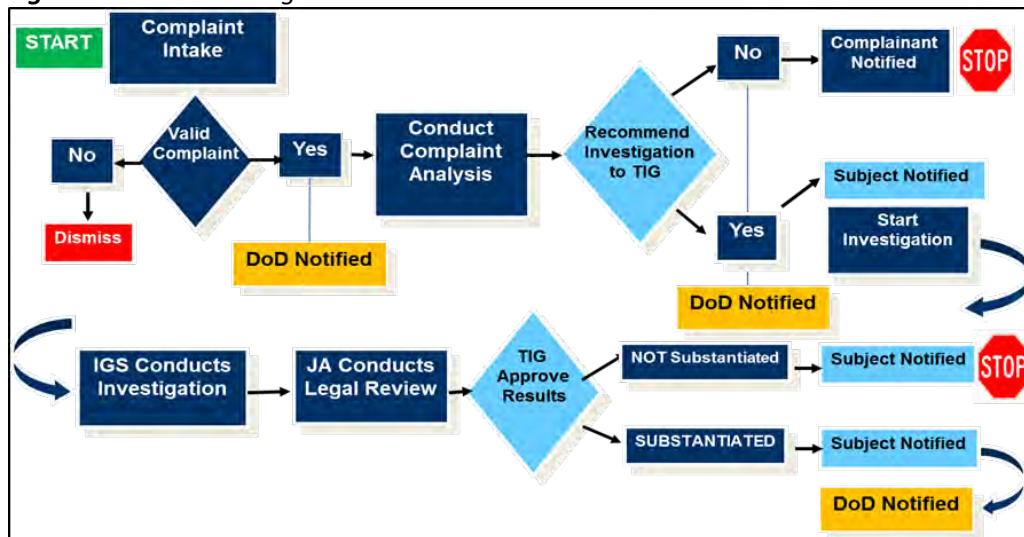 START
Complaint
Intake
No
Complainant
Notified
STOP
Valid
Complaint
No
Yes
Conduct
Complaint
Analysis
Recommend
Investigation
to TIG
Subject Notified
Yes
Start
Investigation
Dismiss
DoD Notified
DoD Notified
IGS Conducts
Investigation
JA Conducts
Legal Review
TIG
Approve
Results
NOT Substantiated
Subject Notified
STOP
SUBSTANTIATED
Subject Notified
DoD Notified